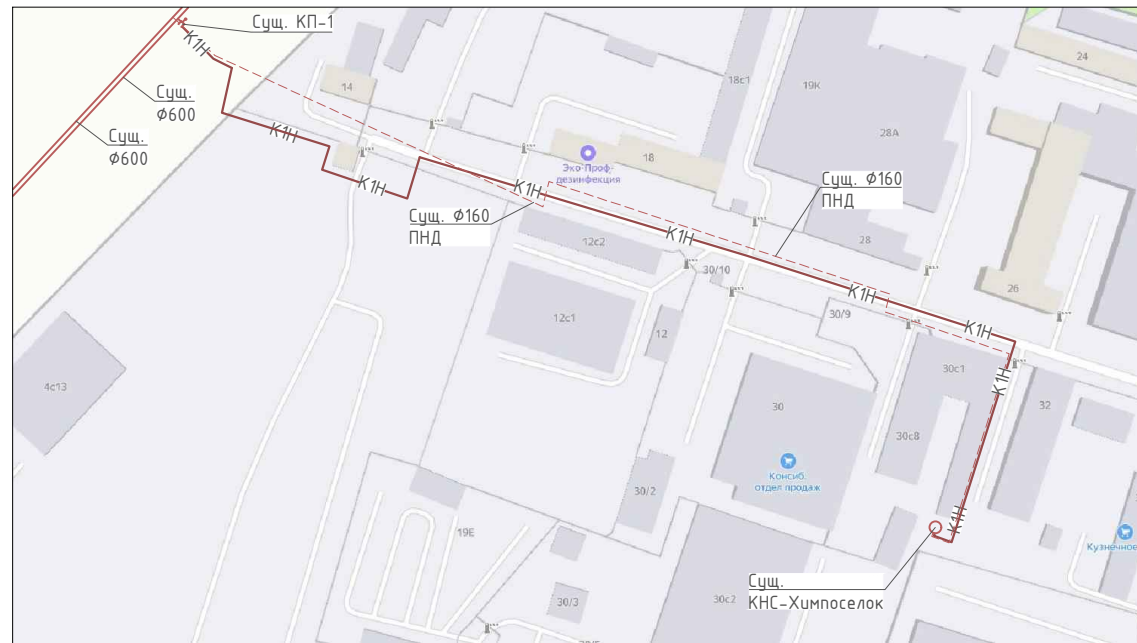 Сущ. КП-1
К1Н
24
Сущ.
Ф600
14
18с1
19К
Сущ.
Ф600
К1Н
28А
18
Эко-Проф-
дезинфекция
Сущ. Ф160
ПНД
К1Н
К1Н
Сущ. Ф160
ПНД
12с2
К1Н
28
30/10
26
К1Н
30/9
12с1
12
К1Н
4с13
30с1
К1Н
30
32
30с8
Консиб,
отдел продаж
30/2
К1Н
19Е
Кузнечное
Сущ.
КНС-Химпоселок
30/3
30с2